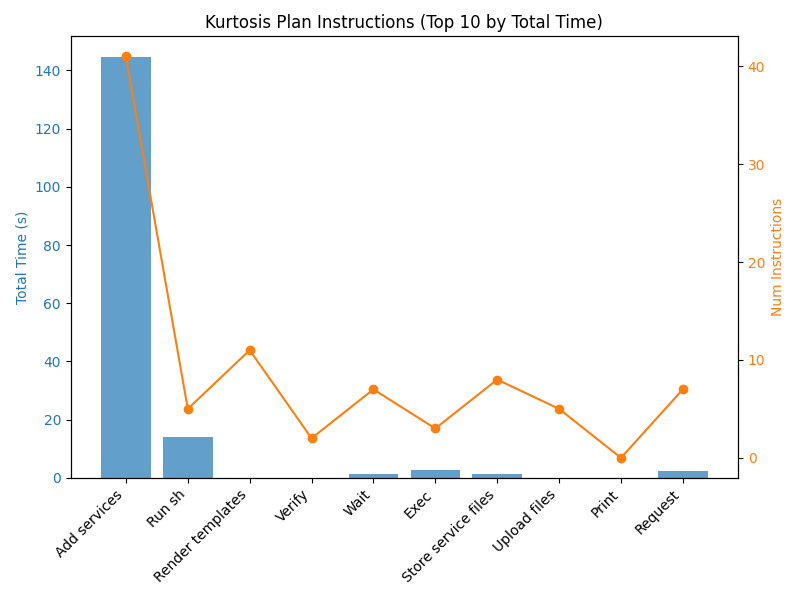 Kurtosis Plan Instructions (Top 10 by Total Time)
Total Time (s)
140
120
100
80
60
40
20
0
Add services
Run sh
Render templates
Verify
Wait
Exec
Store service files
Upload files
Print
Request
40
30
20
10
0
Num Instructions